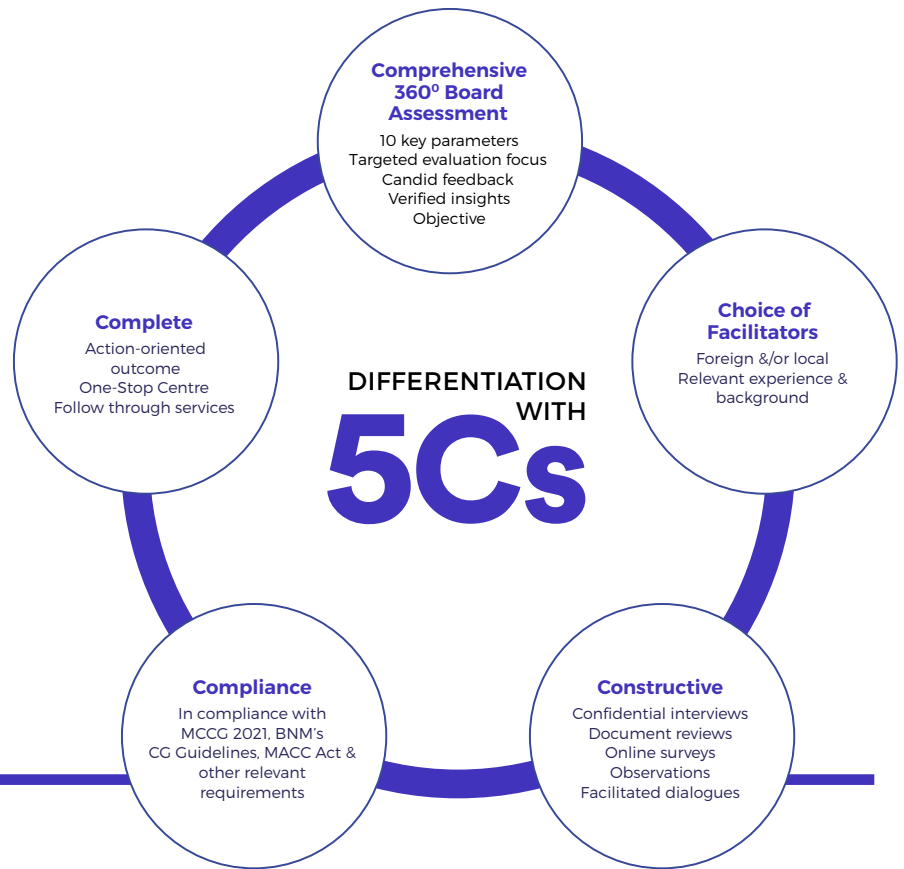 Comprehensive
360⁰ Board
Assessment
10 key parameters
Targeted evaluation focus
Candid feedback
Verified insights
Objective
Choice of
Facilitators
Foreign &/or local
Relevant experience &
background
Constructive
Confidential interviews
Document reviews
Online surveys
Observations
Facilitated dialogues
Compliance
In compliance with
MCCG 2021, BNM's
CG Guidelines, MACC Act &
other relevant
requirements
Complete
Action-oriented
outcome
One-Stop Centre
Follow through services
DIFFERENTIATION
WITH
5Cs